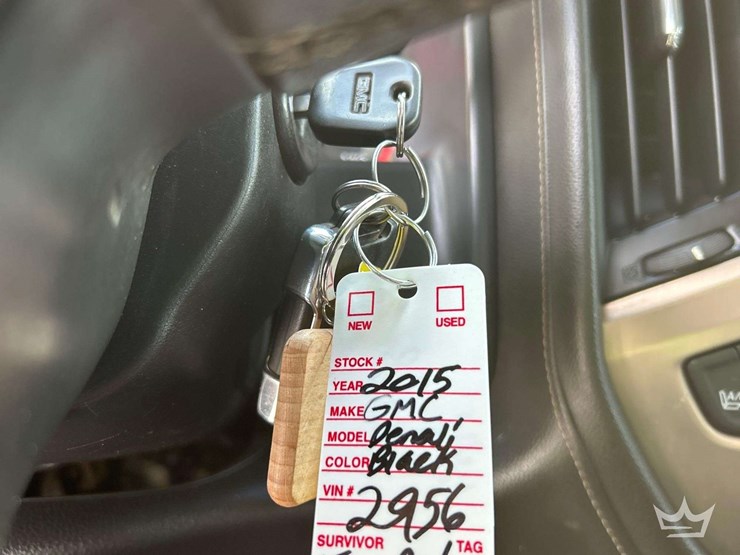 GMC
NEW USED
STOCK #
YEAR 2015
MAKE GMC
MODEL Denali
COLOR Black
VIN # 2956
SURVIVOR TAG